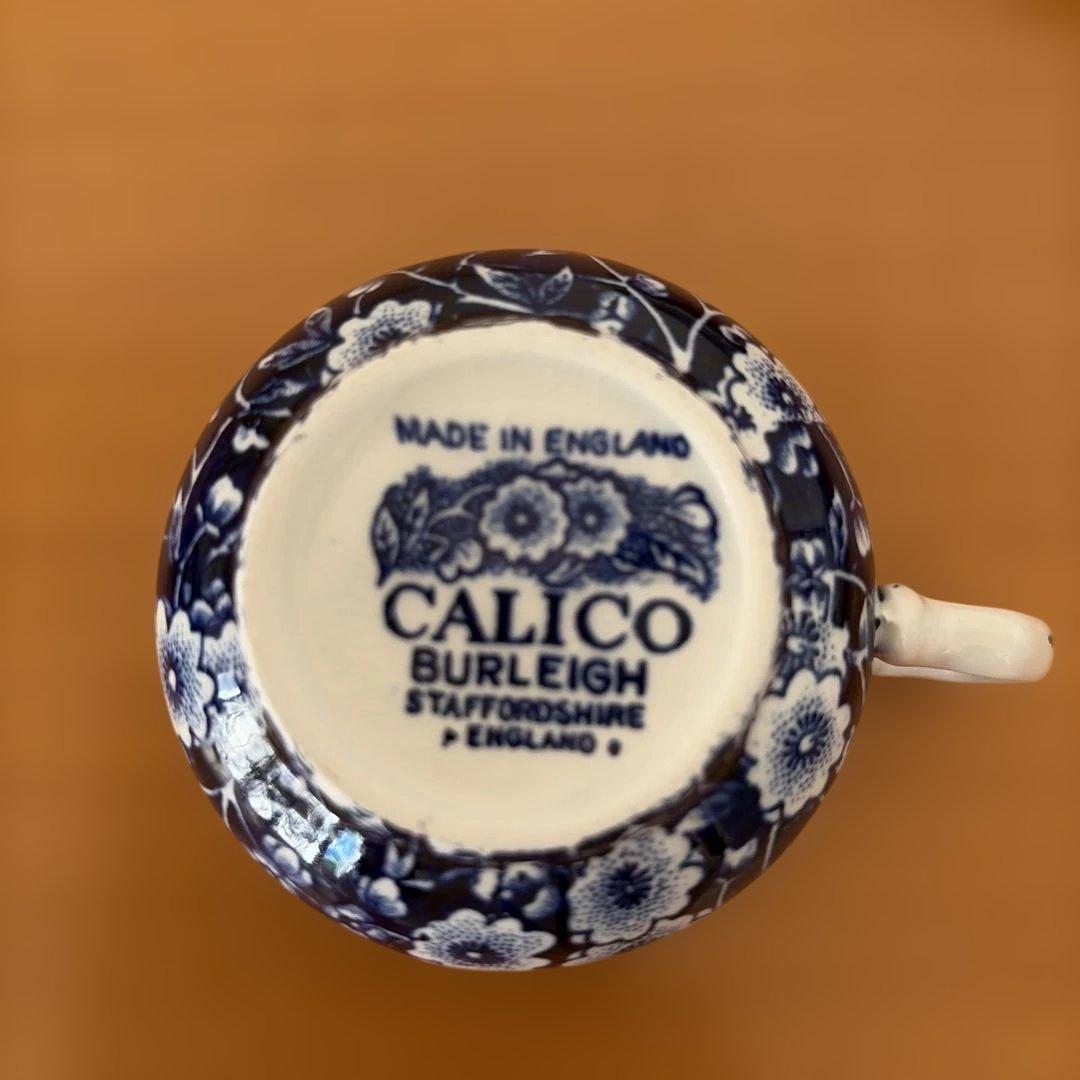 MADE IN ENGLAND
CALICO
BURLEIGH
STAFFORDSHIRE
ENGLAND